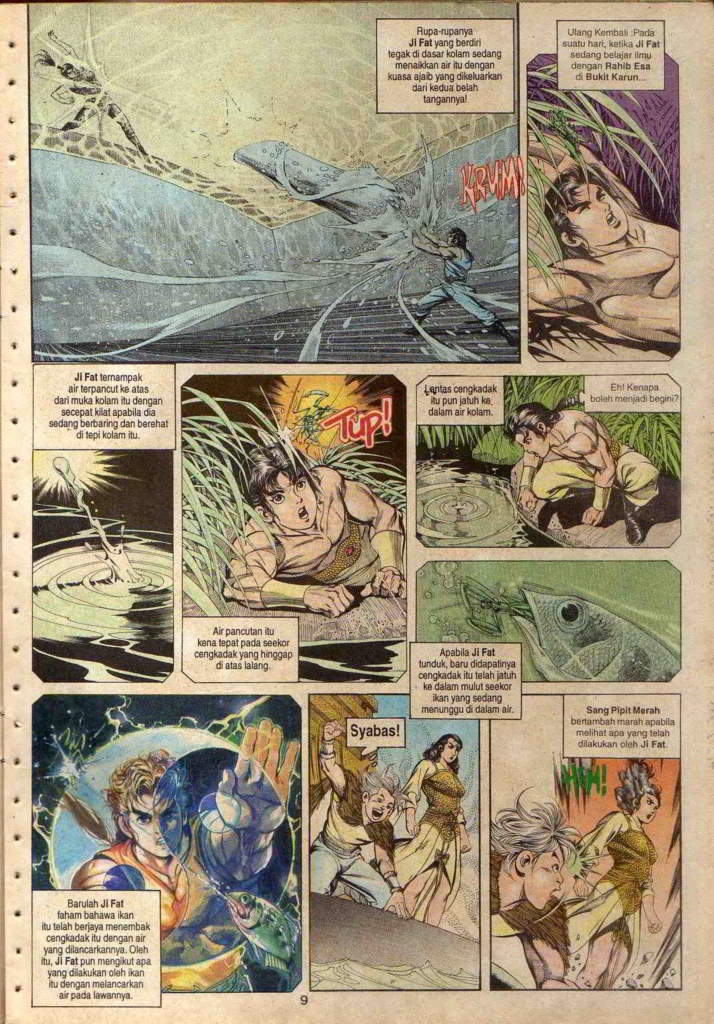 Rupa-rupanya
Ji Fat yang berdiri
tegak di dasar kolam sedang
menaikkan air itu dengan
kuasa ajaib yang dikeluarkan
dari kedua belah
tangannya!
KRUMM!
Ulang Kembali :Pada
suatu hari, ketika Ji Fat
sedang belajar ilmu
dengan Rahib Esa
di Bukit Karun...
Ji Fat ternampak
air terpancut ke atas
dari muka kolam itu dengan
secepat kilat apabila dia
sedang berbaring dan berehat
di tepi kolam itu.
TUP!
Air pancutan itu
kena tepat pada seekor
cengkadak yang hinggap
di atas lalang.
Lantas cengkadak
itu pun jatuh ke
dalam air kolam.
Eh! Kenapa
boleh menjadi begini?
Apabila Ji Fat
tunduk, baru didapatinya
cengkadak itu telah jatuh
ke dalam mulut seekor
ikan yang sedang
menunggu di dalam air.
Barulah Ji Fat
faham bahawa ikan
itu telah berjaya menembak
cengkadak itu dengan air
yang dilancarkannya. Oleh
itu, Ji Fat pun mengikut apa
yang dilakukan oleh ikan
itu dengan melancarkan
air pada lawannya.
Syabas!
Sang Pipit Merah
bertambah marah apabila
melihat apa yang telah
dilakukan oleh Ji Fat.
HUH!
9